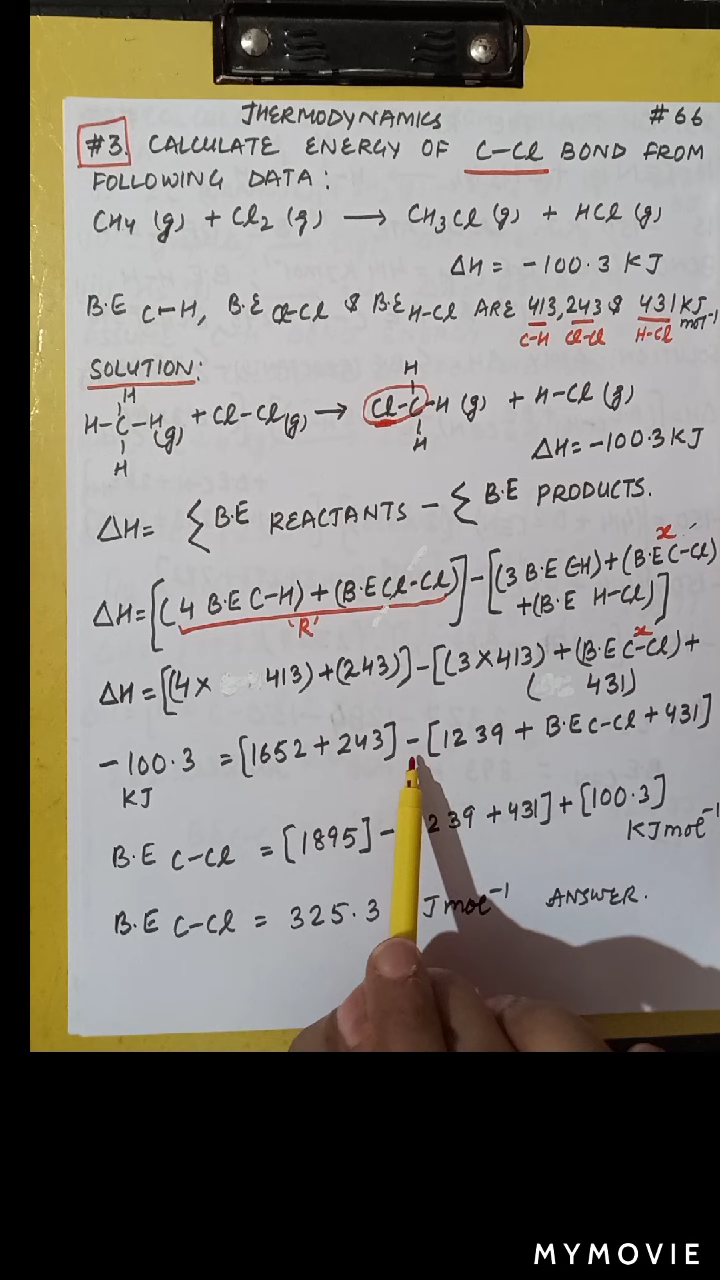 THERMODYNAMICS #66
#3 CALCULATE ENERGY OF C-Cl BOND FROM
FOLLOWING DATA:
CH4 (g) + Cl2 (g) ⟶ CH3Cl (g) + HCl (g)
ΔH = -100.3 KJ
B.E C-H, B.E Cl-Cl & B.E H-Cl ARE 413, 243 & 431 KJ mol⁻¹
C-H Cl-Cl H-Cl
SOLUTION:
H H
H-C-H (g) + Cl-Cl (g) → Cl-C-H (g) + H-Cl (g)
H H
ΔH = -100.3 KJ
ΔH = Σ B.E REACTANTS - Σ B.E PRODUCTS.
x
ΔH = [(4 B.E C-H) + (B.E Cl-Cl)] - [(3 B.E C-H) + (B.E C-Cl)
+ (B.E H-Cl)]
'R'
x
ΔH = [(4 × 413) + (243)] - [(3 × 413) + (B.E C-Cl) +
( 431)
-100.3 = [1652 + 243] - [1239 + B.E C-Cl + 431]
KJ
B.E C-Cl = [1895] - 239 + 431] + [100.3]
KJ mol⁻¹
B.E C-Cl = 325.3 J mol⁻¹ ANSWER.
MYMOVIE